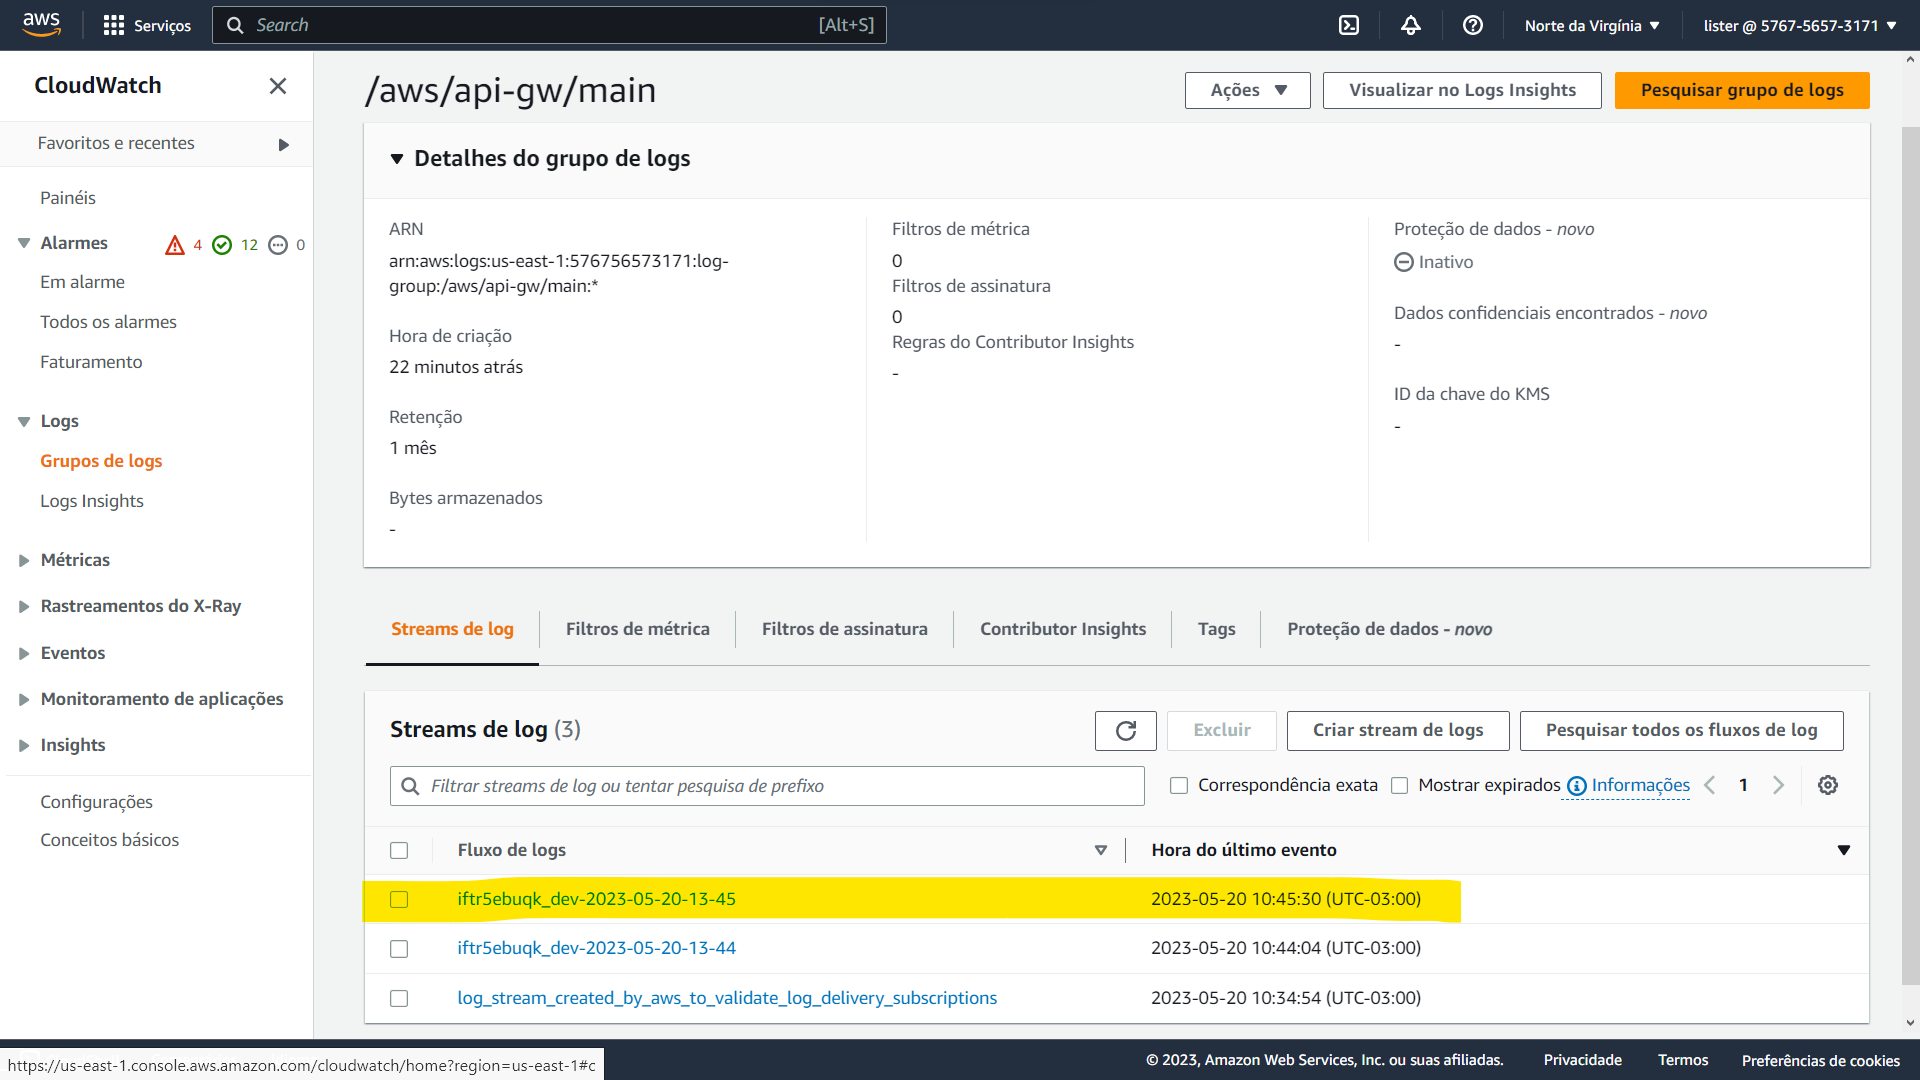 aws
Serviços
Search
[Alt+S]
Norte da Virgínia
lister @ 5767-5657-3171
CloudWatch
Favoritos e recentes
Painéis
Alarmes 4 12 0
Em alarme
Todos os alarmes
Faturamento
Logs
Grupos de logs
Logs Insights
Métricas
Rastreamentos do X-Ray
Eventos
Monitoramento de aplicações
Insights
Configurações
Conceitos básicos
/aws/api-gw/main
Ações
Visualizar no Logs Insights
Pesquisar grupo de logs
Detalhes do grupo de logs
ARN
arn:aws:logs:us-east-1:576756573171:log-
group:/aws/api-gw/main:*
Hora de criação
22 minutos atrás
Retenção
1 mês
Bytes armazenados
-
Filtros de métrica
0
Filtros de assinatura
0
Regras do Contributor Insights
-
Proteção de dados - novo
Inativo
Dados confidenciais encontrados - novo
-
ID da chave do KMS
-
Streams de log
Filtros de métrica
Filtros de assinatura
Contributor Insights
Tags
Proteção de dados - novo
Streams de log (3)
Excluir
Criar stream de logs
Pesquisar todos os fluxos de log
Filtrar streams de log ou tentar pesquisa de prefixo
Correspondência exata
Mostrar expirados
Informações
1
Fluxo de logs
Hora do último evento
iftr5ebuqk_dev-2023-05-20-13-45
2023-05-20 10:45:30 (UTC-03:00)
iftr5ebuqk_dev-2023-05-20-13-44
2023-05-20 10:44:04 (UTC-03:00)
log_stream_created_by_aws_to_validate_log_delivery_subscriptions
2023-05-20 10:34:54 (UTC-03:00)
https://us-east-1.console.aws.amazon.com/cloudwatch/home?region=us-east-1#c
© 2023, Amazon Web Services, Inc. ou suas afiliadas.
Privacidade
Termos
Preferências de cookies